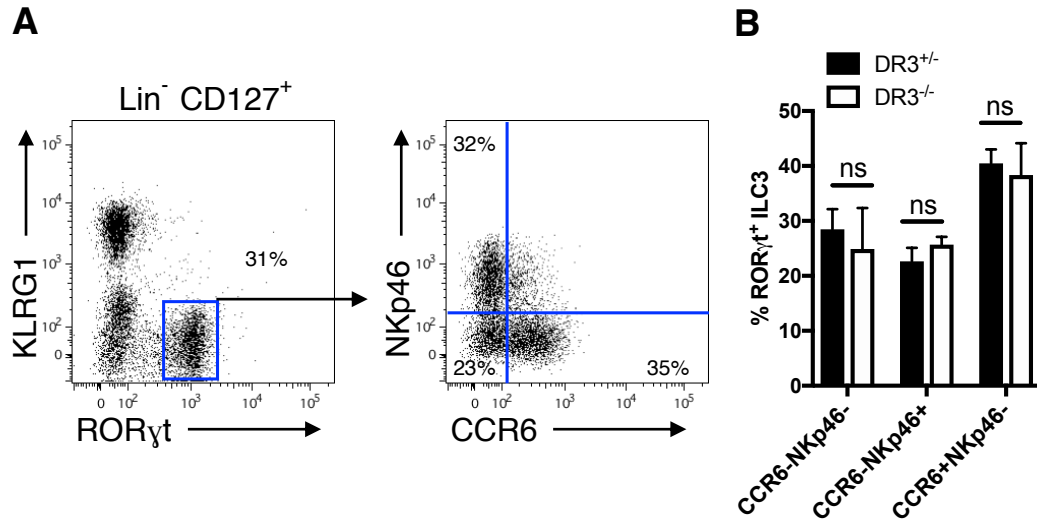 A
Lin⁻ CD127⁺
KLRG1
10⁵
10⁴
10³
10²
0
31%
0 10² 10³ 10⁴ 10⁵
RORɣt
NKp46
10⁵
10⁴
10³
10²
0
32%
23% 35%
0 10² 10³ 10⁴ 10⁵
CCR6
B
DR3⁺/⁻
DR3⁻/⁻
% RORγt⁺ ILC3
50
40
30
20
10
0
ns
ns
ns
CCR6-NKp46-
CCR6-NKp46+
CCR6+NKp46-